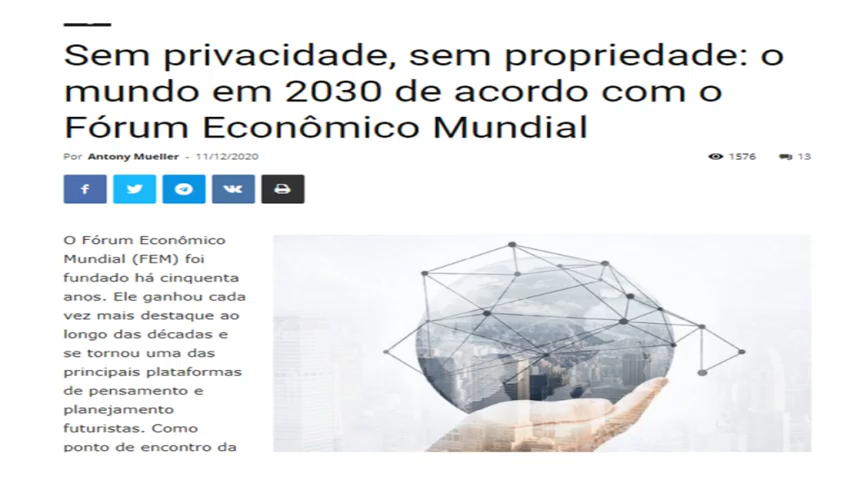 Sem privacidade, sem propriedade: o
mundo em 2030 de acordo com o
Fórum Econômico Mundial
Por Antony Mueller - 11/12/2020
1576
13
O Fórum Econômico
Mundial (FEM) foi
fundado há cinquenta
anos. Ele ganhou cada
vez mais destaque ao
longo das décadas e
se tornou uma das
principais plataformas
de pensamento e
planejamento
futuristas. Como
ponto de encontro da